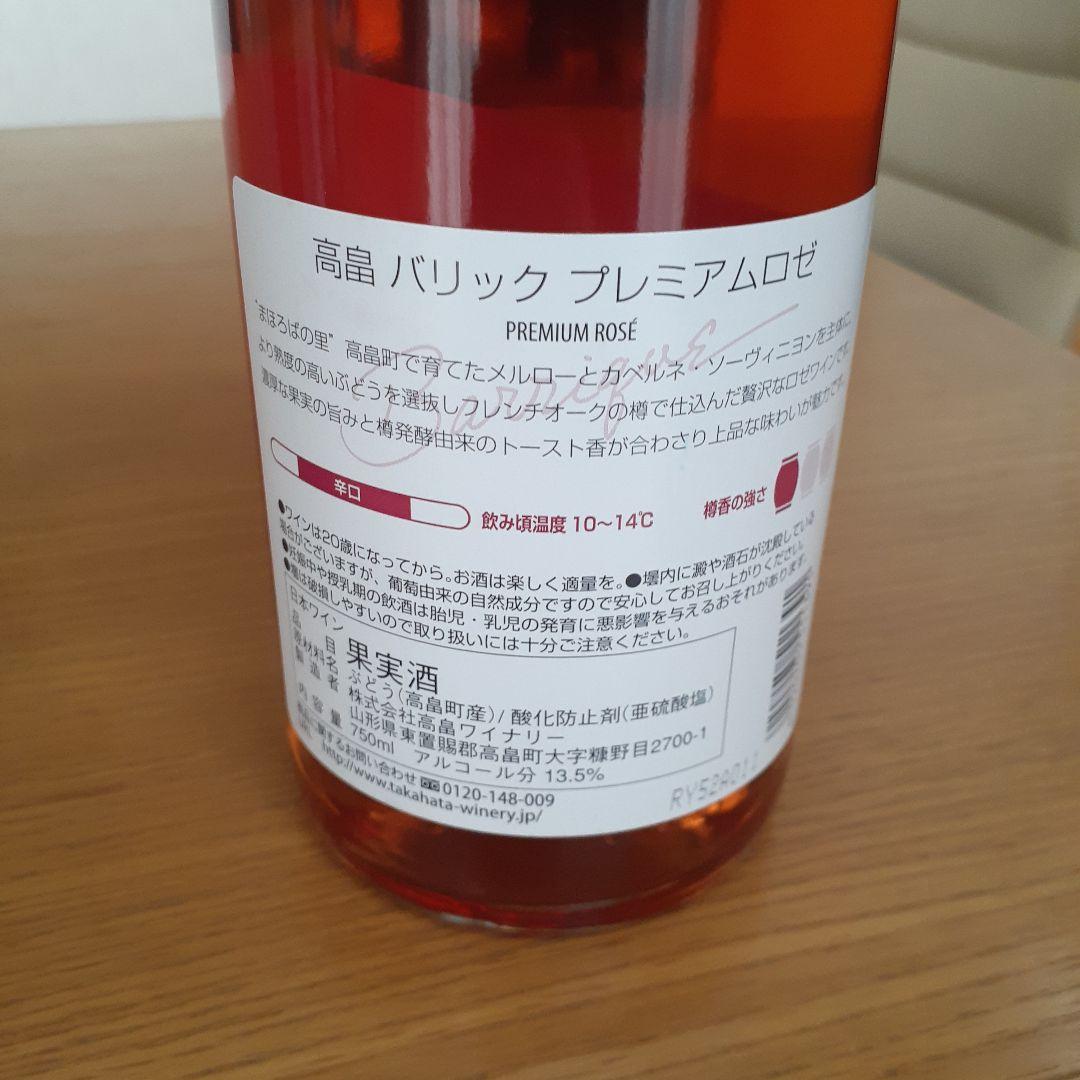 高畠 バリック プレミアムロゼ
PREMIUM ROSÉ
Barrique
"まほろばの里" 高畠町で育てたメルローとカベルネ・ソーヴィニヨンを主体に、
より熟度の高いぶどうを選抜しフレンチオークの樽で仕込んだ贅沢なロゼワインです。
濃厚な果実の旨みと樽発酵由来のトースト香が合わさり上品な味わいが魅力です。
辛口
飲み頃温度 10〜14℃
樽香の強さ
●ワインは20歳になってから。お酒は楽しく適量を。●壜内に澱や酒石が沈殿している
場合がございますが、葡萄由来の自然成分ですので安心してお召し上がりください。
●妊娠中や授乳期の飲酒は胎児・乳児の発育に悪影響を与えるおそれがあります。
●壜は破損しやすいので取り扱いには十分ご注意ください。
日本ワイン
品目 果実酒
原材料名 ぶどう(高畠町産)/酸化防止剤(亜硫酸塩)
製造者 株式会社高畠ワイナリー
山形県東置賜郡高畠町大字糠野目2700-1
内容量 750ml アルコール分 13.5%
に関するお問い合わせ 0120-148-009
http://www.takahata-winery.jp/
RY52A011